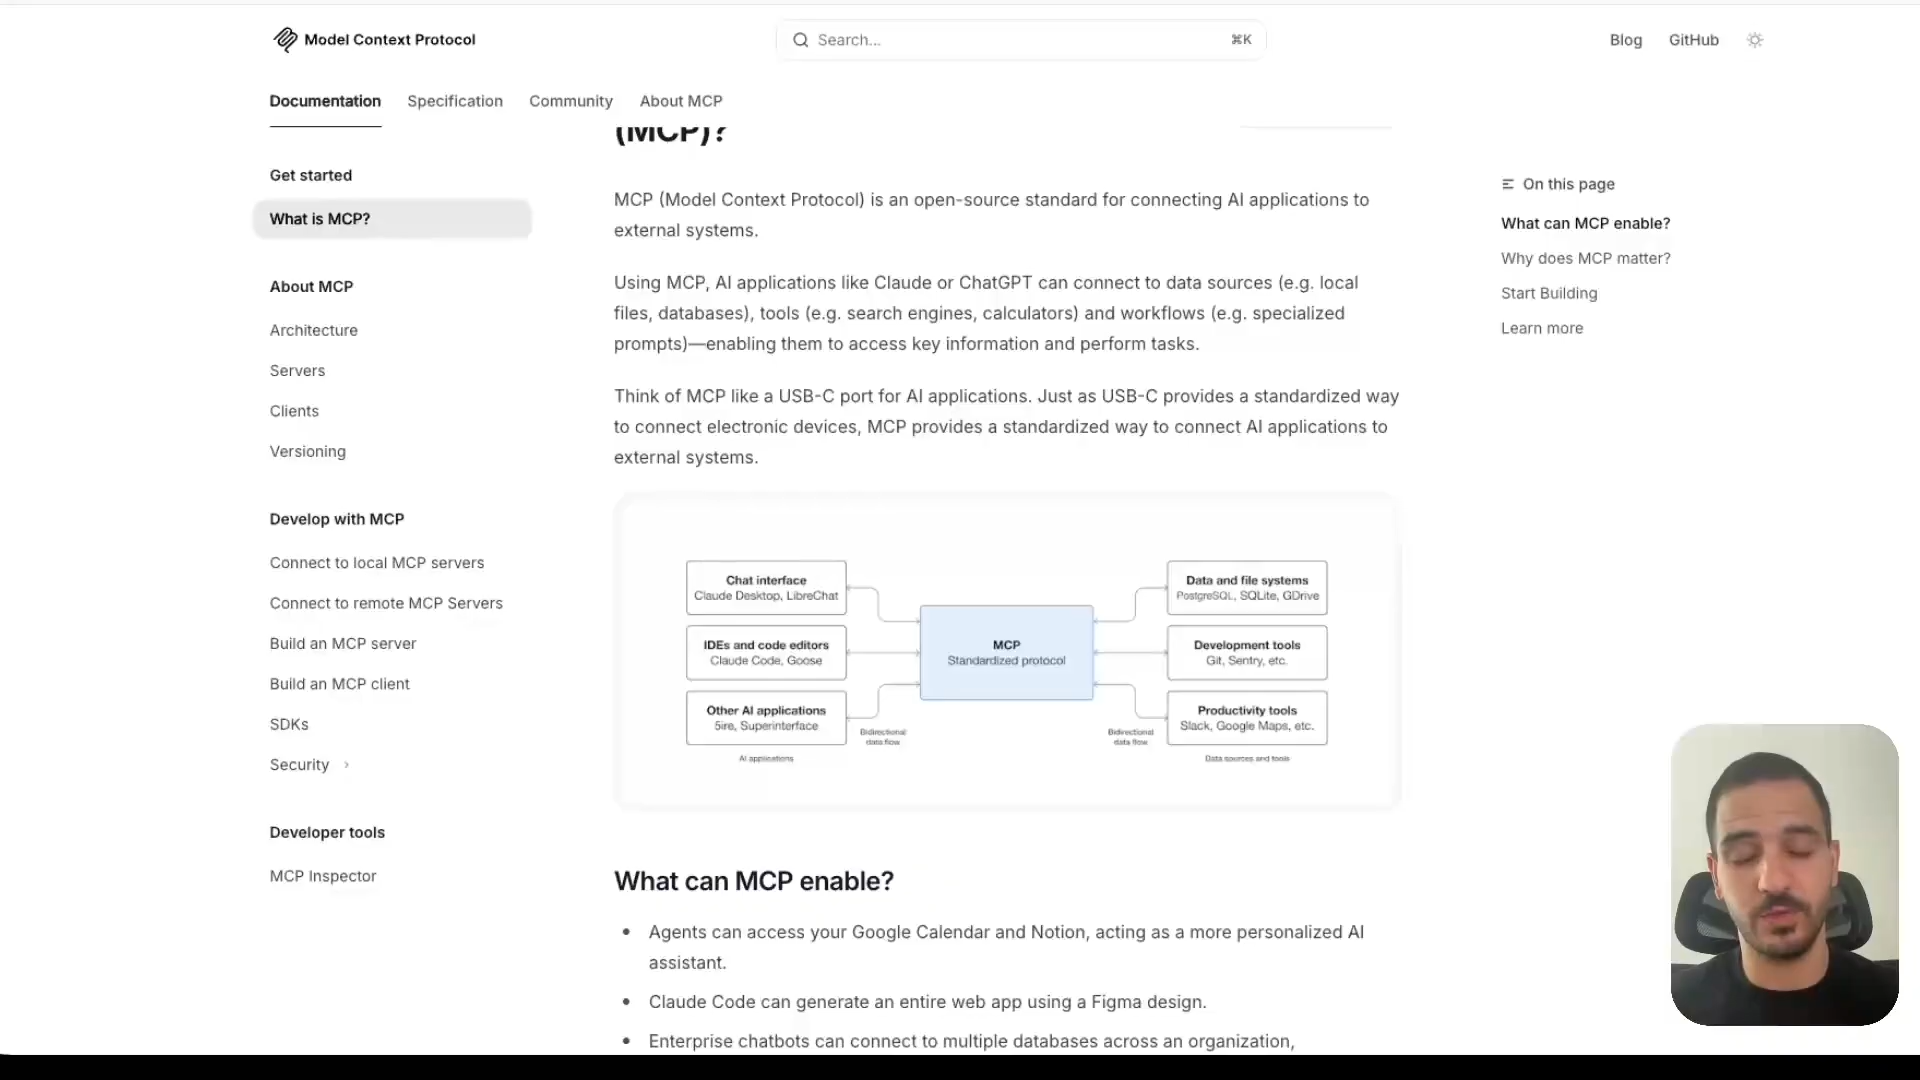 Model Context Protocol
Search...
⌘K
Blog
GitHub
Documentation
Specification
Community
About MCP
(MCP)?
Get started
What is MCP?
About MCP
Architecture
Servers
Clients
Versioning
Develop with MCP
Connect to local MCP servers
Connect to remote MCP Servers
Build an MCP server
Build an MCP client
SDKs
Security
Developer tools
MCP Inspector
MCP (Model Context Protocol) is an open-source standard for connecting AI applications to
external systems.
Using MCP, AI applications like Claude or ChatGPT can connect to data sources (e.g. local
files, databases), tools (e.g. search engines, calculators) and workflows (e.g. specialized
prompts)—enabling them to access key information and perform tasks.
Think of MCP like a USB-C port for AI applications. Just as USB-C provides a standardized way
to connect electronic devices, MCP provides a standardized way to connect AI applications to
external systems.
Chat interface
Claude Desktop, LibreChat
IDEs and code editors
Claude Code, Goose
Other AI applications
5ire, Superinterface
AI applications
Bidirectional
data flow
MCP
Standardized protocol
Bidirectional
data flow
Data and file systems
PostgreSQL, SQLite, GDrive
Development tools
Git, Sentry, etc.
Productivity tools
Slack, Google Maps, etc.
Data sources and tools
What can MCP enable?
• Agents can access your Google Calendar and Notion, acting as a more personalized AI
assistant.
• Claude Code can generate an entire web app using a Figma design.
• Enterprise chatbots can connect to multiple databases across an organization,
On this page
What can MCP enable?
Why does MCP matter?
Start Building
Learn more